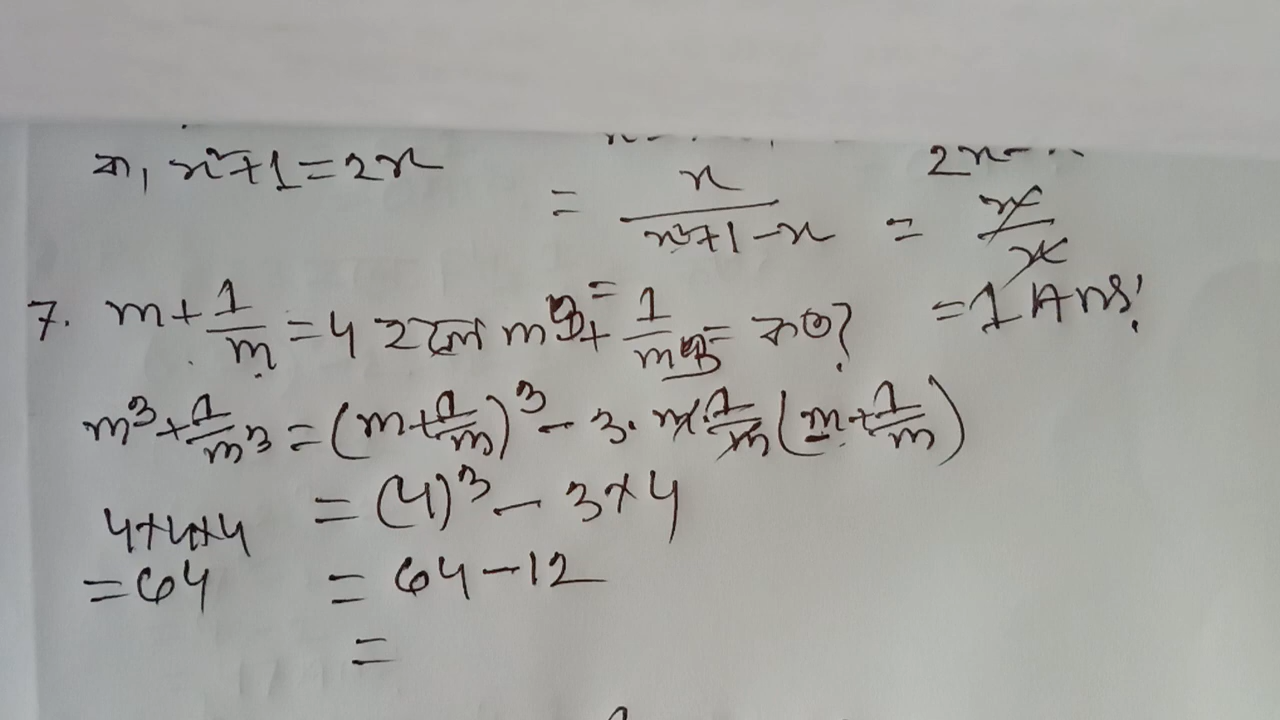 বা, x²+1=2x
= x/(x²+1-x) = x/x
=1 Ans!
7. m+1/m=4 হলে m³+1/m³= কত?
m³+1/m³=(m+1/m)³-3.m.1/m(m+1/m)
=(4)³-3×4
4×4×4
=64
=64-12
=